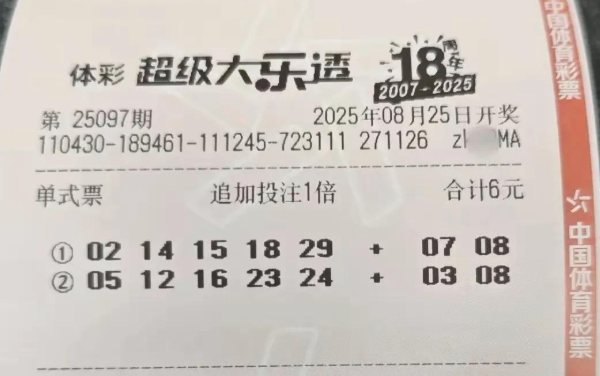 体彩 超级大乐透 18周年 2007-2025
第 25097期 2025年08月25日开奖
110430-189461-111245-723111 271126 MA
单式票 追加投注1倍 合计6元
① 02 14 15 18 29 + 07 08
② 05 12 16 23 24 + 03 08
中国体育彩票
中国体育彩票